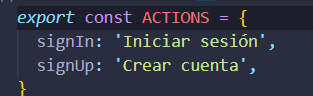 export const ACTIONS = {
  signIn: 'Iniciar sesión',
  signUp: 'Crear cuenta',
}